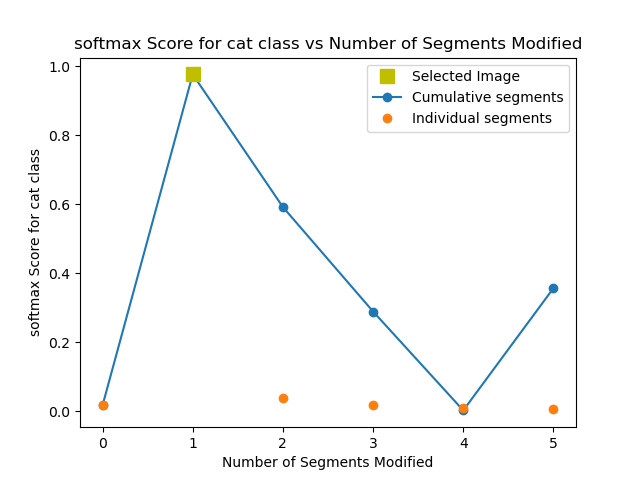 softmax Score for cat class vs Number of Segments Modified
Selected Image
Cumulative segments
Individual segments
softmax Score for cat class
1.0
0.8
0.6
0.4
0.2
0.0
0 1 2 3 4 5
Number of Segments Modified